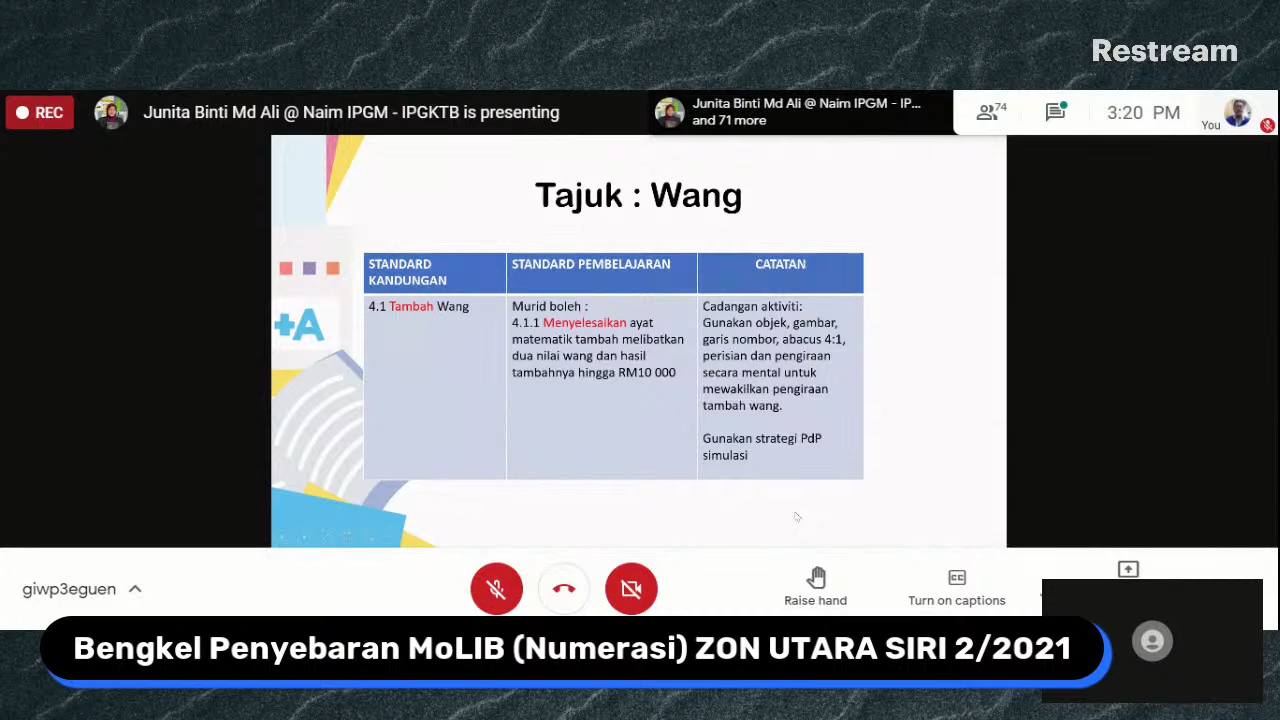 Restream
REC
Junita Binti Md Ali @ Naim IPGM - IPGKTB is presenting
Junita Binti Md Ali @ Naim IPGM - IP...
and 71 more
74
3:20 PM
You
Tajuk : Wang
STANDARD
KANDUNGAN
STANDARD PEMBELAJARAN
CATATAN
4.1 Tambah Wang
Murid boleh :
4.1.1 Menyelesaikan ayat
matematik tambah melibatkan
dua nilai wang dan hasil
tambahnya hingga RM10 000
Cadangan aktiviti:
Gunakan objek, gambar,
garis nombor, abacus 4:1,
perisian dan pengiraan
secara mental untuk
mewakilkan pengiraan
tambah wang.
Gunakan strategi PdP
simulasi
+A
giwp3eguen
Raise hand
CC
Turn on captions
Bengkel Penyebaran MoLIB (Numerasi) ZON UTARA SIRI 2/2021